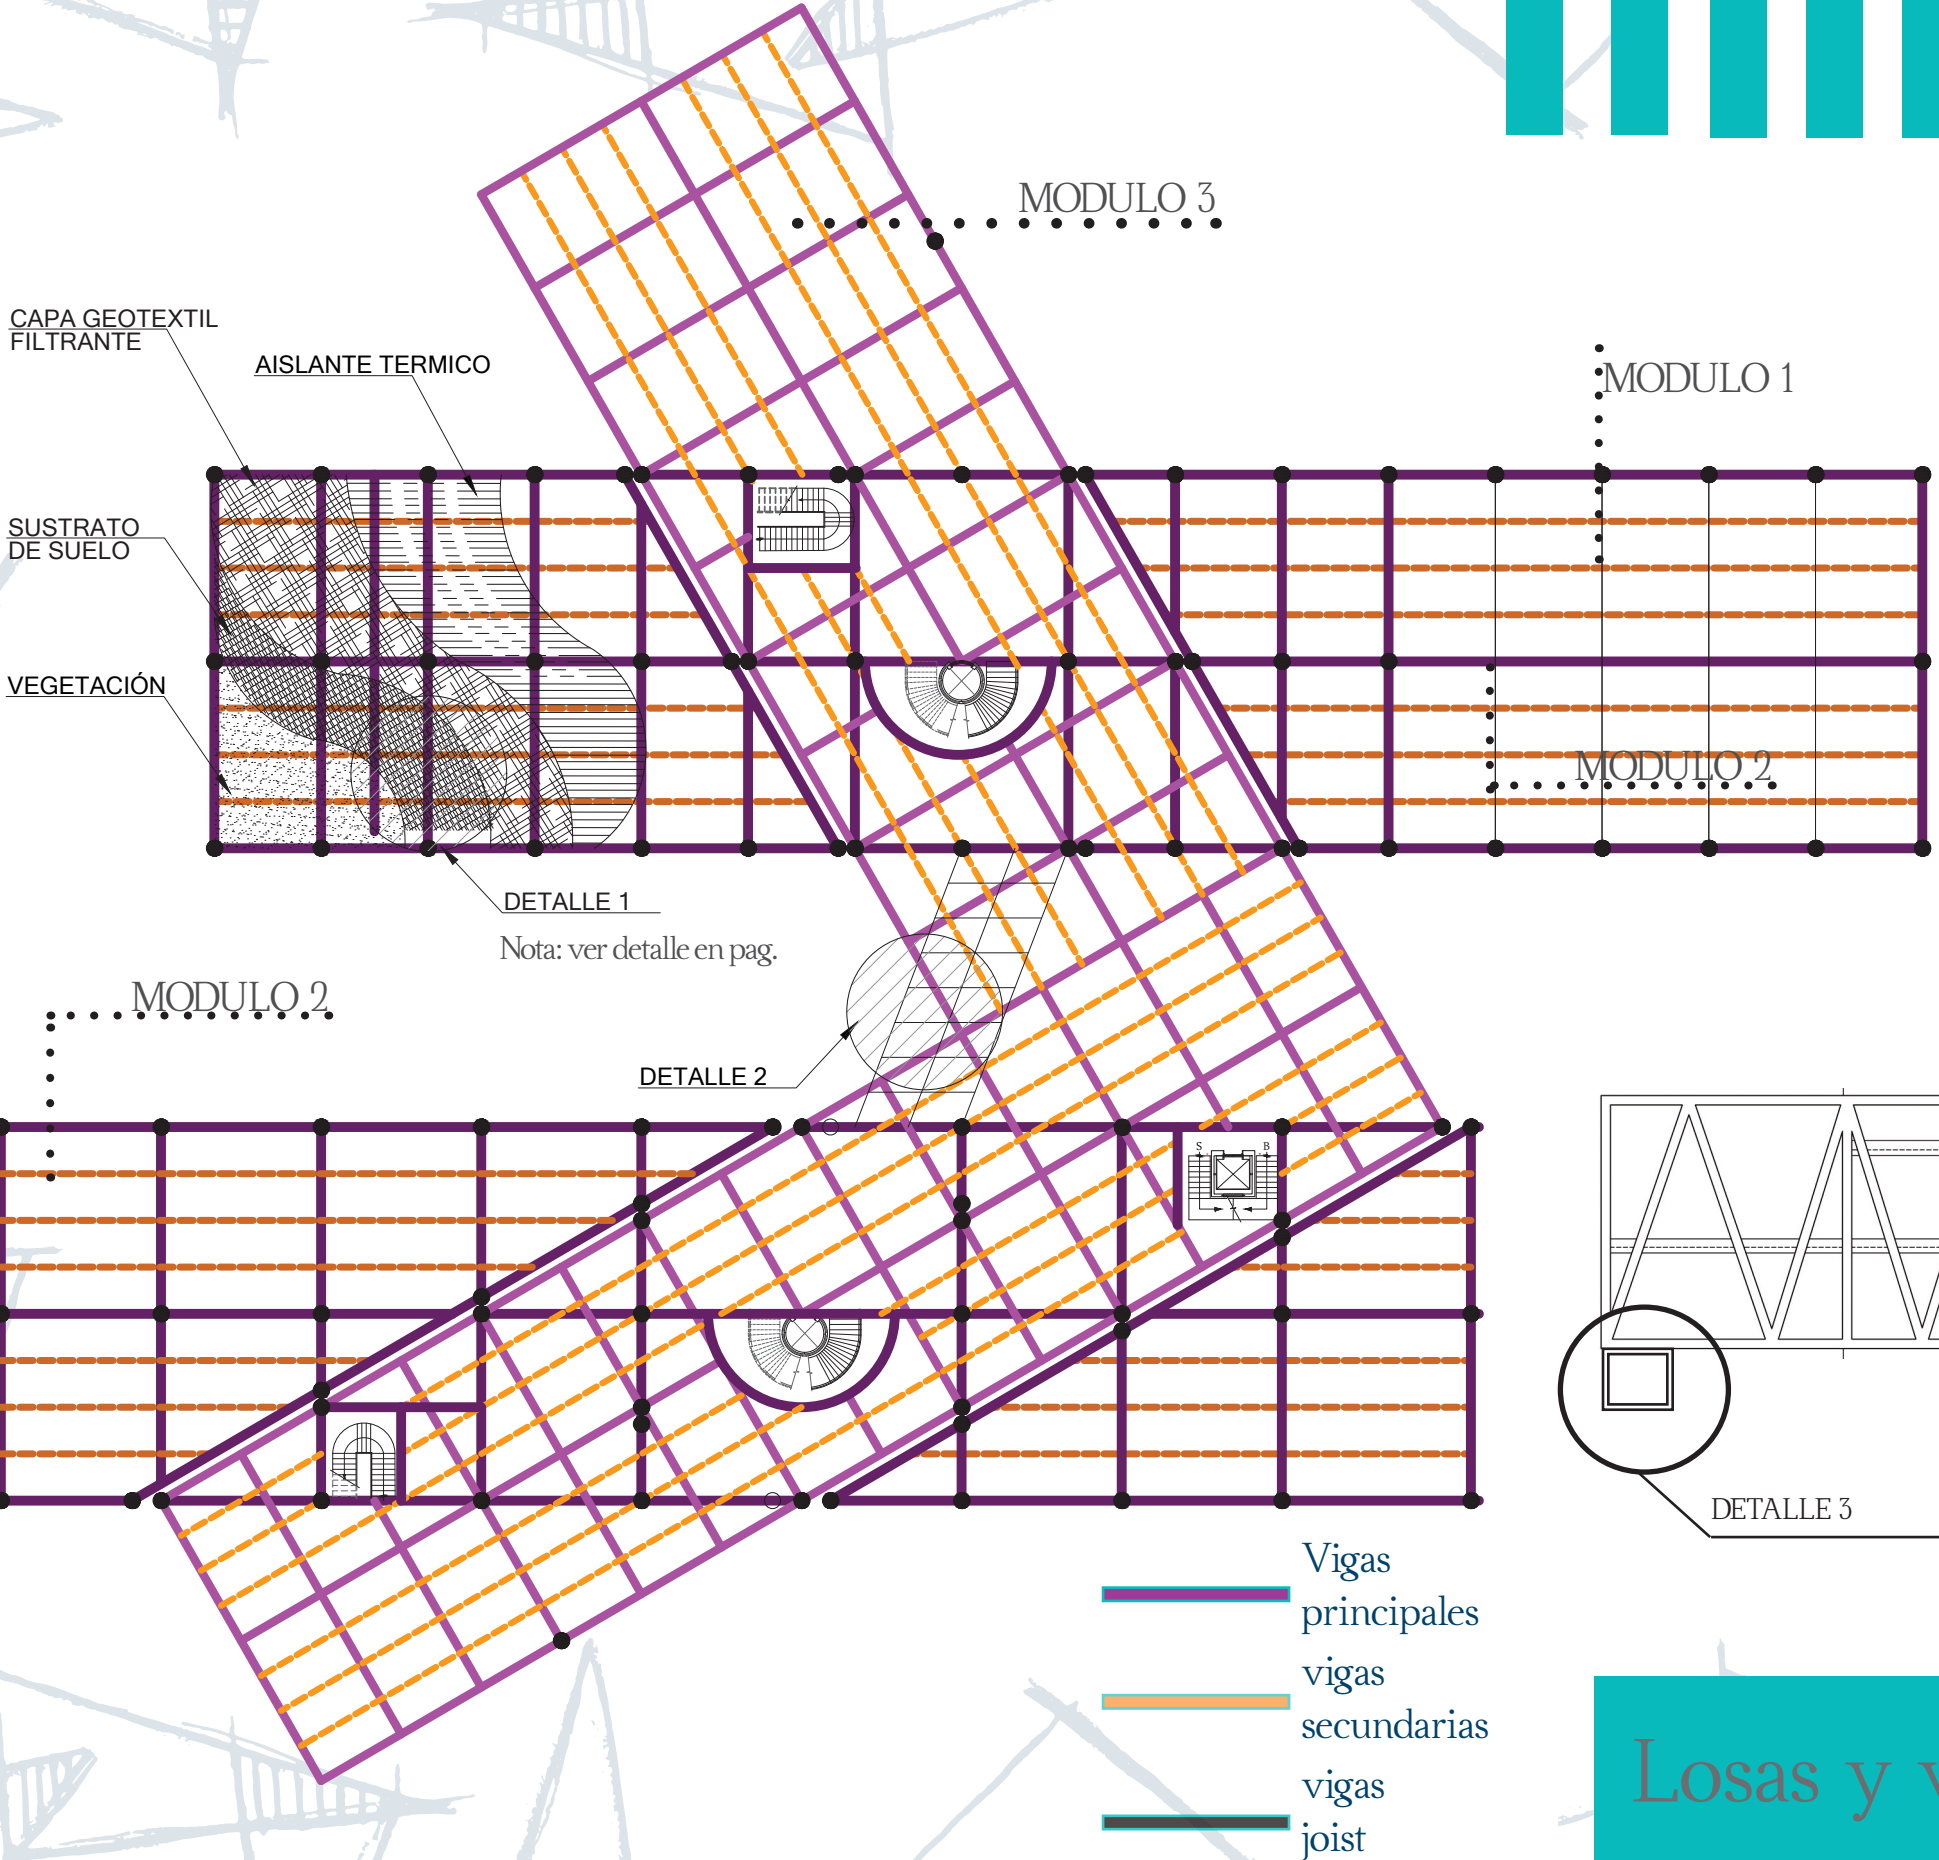 MODULO 3
CAPA GEOTEXTIL
FILTRANTE
AISLANTE TERMICO
MODULO 1
SUSTRATO
DE SUELO
VEGETACIÓN
MODULO 2
DETALLE 1
Nota: ver detalle en pag.
MODULO 2
DETALLE 2
S B
DETALLE 3
Vigas
principales
vigas
secundarias
vigas
joist
Losas y v